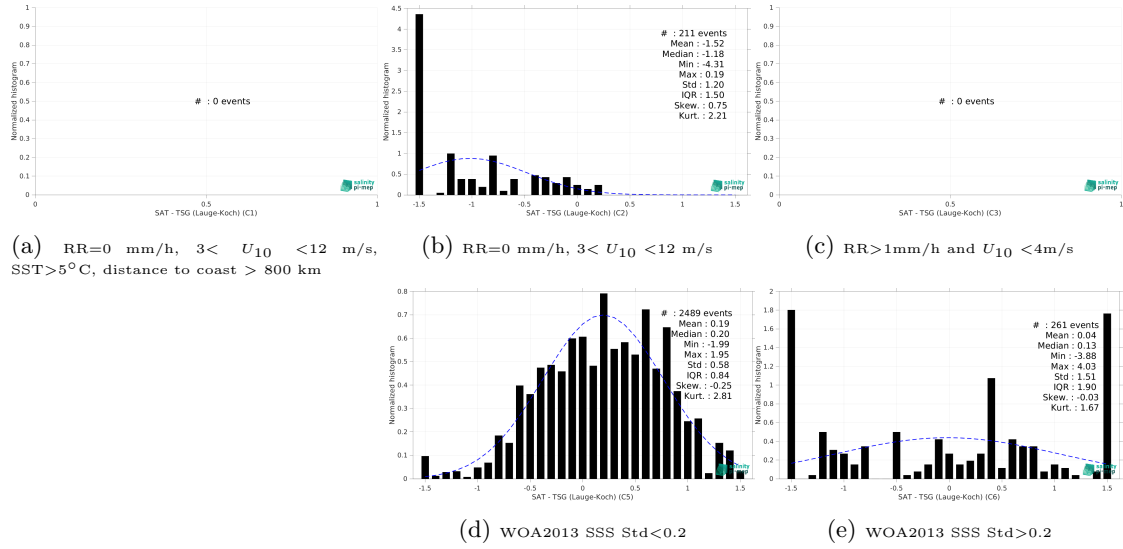 1
0.9
0.8
0.7
0.6
0.5
0.4
0.3
0.2
0.1
0
Normalized histogram
# : 0 events
0 0.5 1
SAT - TSG (Lauge-Koch) (C1)
salinity
pi-mep
(a) RR=0 mm/h, 3< U10 <12 m/s,
SST>5°C, distance to coast > 800 km
4.5
4
3.5
3
2.5
2
1.5
1
0.5
0
Normalized histogram
# : 211 events
Mean : -1.52
Median : -1.18
Min : -4.31
Max : 0.19
Std : 1.20
IQR : 1.50
Skew. : 0.75
Kurt. : 2.21
-1.5 -1 -0.5 0 0.5 1 1.5
SAT - TSG (Lauge-Koch) (C2)
salinity
pi-mep
(b) RR=0 mm/h, 3< U10 <12 m/s
1
0.9
0.8
0.7
0.6
0.5
0.4
0.3
0.2
0.1
0
Normalized histogram
# : 0 events
0 0.5 1
SAT - TSG (Lauge-Koch) (C3)
salinity
pi-mep
(c) RR>1mm/h and U10 <4m/s
0.8
0.7
0.6
0.5
0.4
0.3
0.2
0.1
0
Normalized histogram
# : 2489 events
Mean : 0.19
Median : 0.20
Min : -1.99
Max : 1.95
Std : 0.58
IQR : 0.84
Skew. : -0.25
Kurt. : 2.81
-1.5 -1 -0.5 0 0.5 1 1.5
SAT - TSG (Lauge-Koch) (C5)
salinity
pi-mep
(d) WOA2013 SSS Std<0.2
2
1.8
1.6
1.4
1.2
1
0.8
0.6
0.4
0.2
0
Normalized histogram
# : 261 events
Mean : 0.04
Median : 0.13
Min : -3.88
Max : 4.03
Std : 1.51
IQR : 1.90
Skew. : -0.03
Kurt. : 1.67
-1.5 -1 -0.5 0 0.5 1 1.5
SAT - TSG (Lauge-Koch) (C6)
salinity
pi-mep
(e) WOA2013 SSS Std>0.2